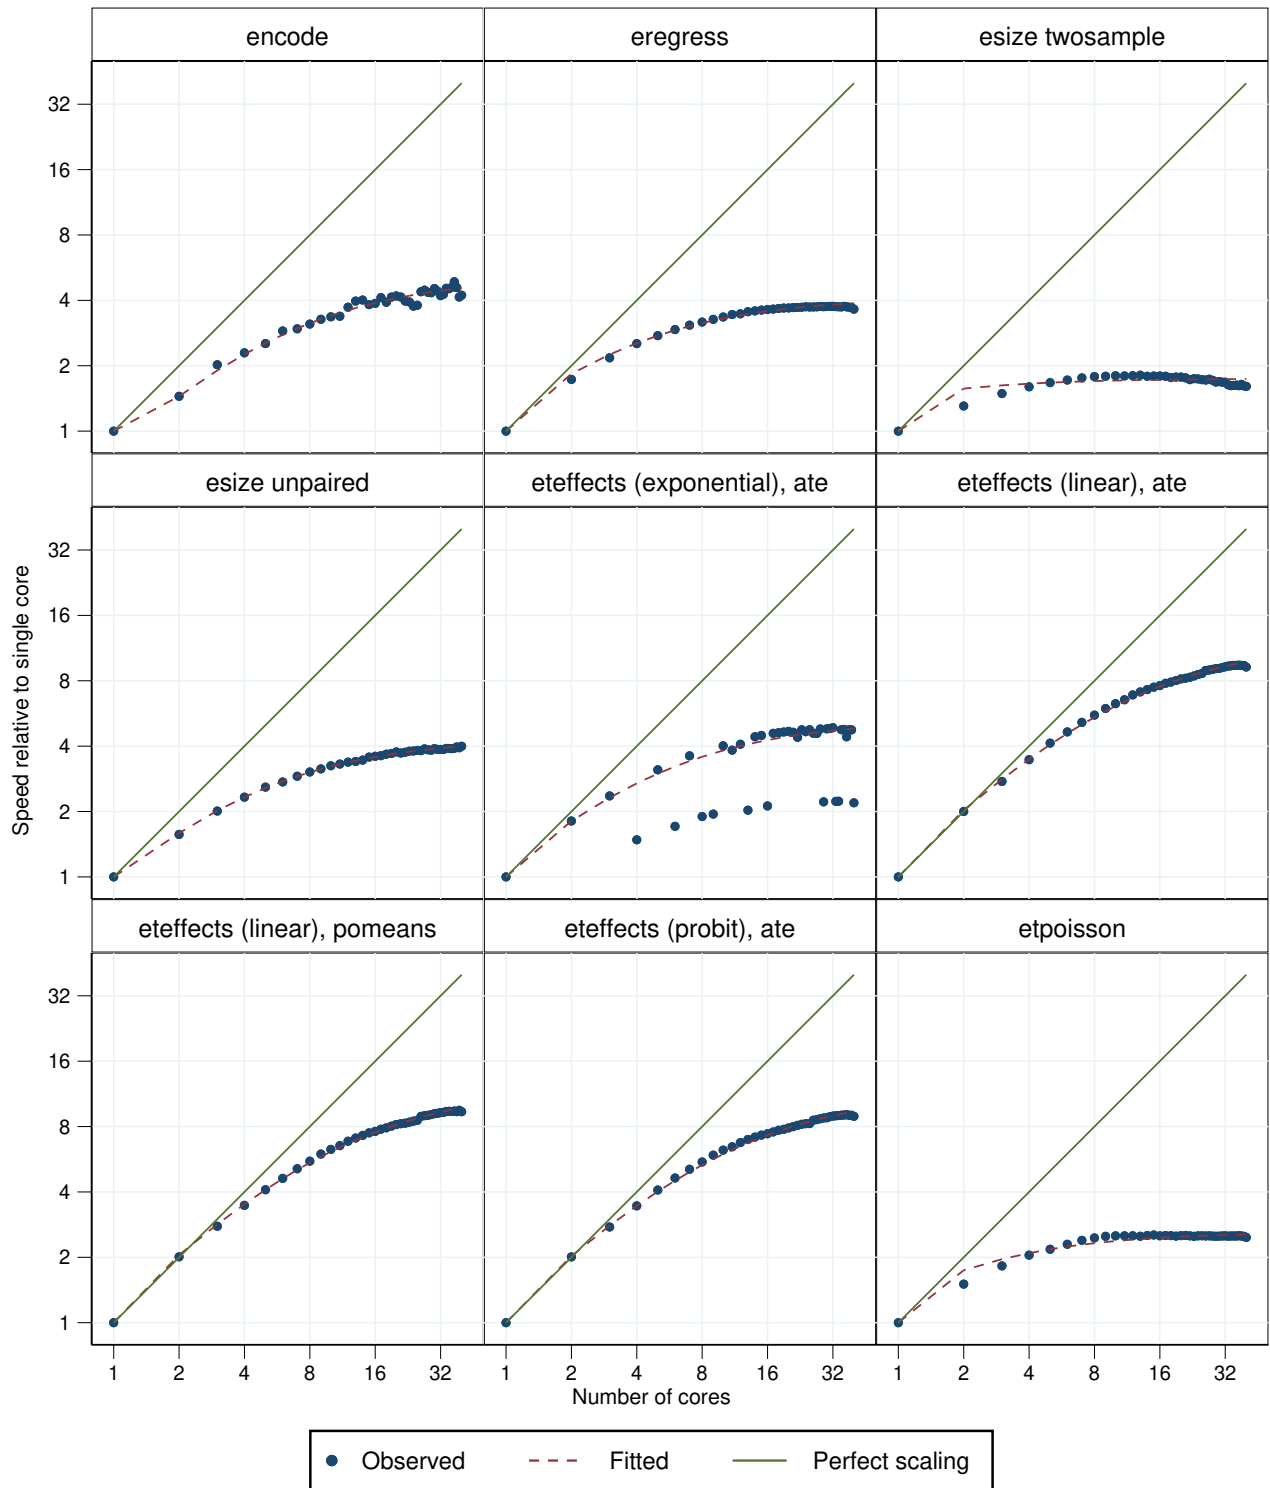 encode eregress esize twosample
32
16
8
4
2
1
esize unpaired eteffects (exponential), ate eteffects (linear), ate
32
16
8
4
2
1
Speed relative to single core
eteffects (linear), pomeans eteffects (probit), ate etpoisson
32
16
8
4
2
1
1 2 4 8 16 32 1 2 4 8 16 32 1 2 4 8 16 32
Number of cores
Observed Fitted Perfect scaling